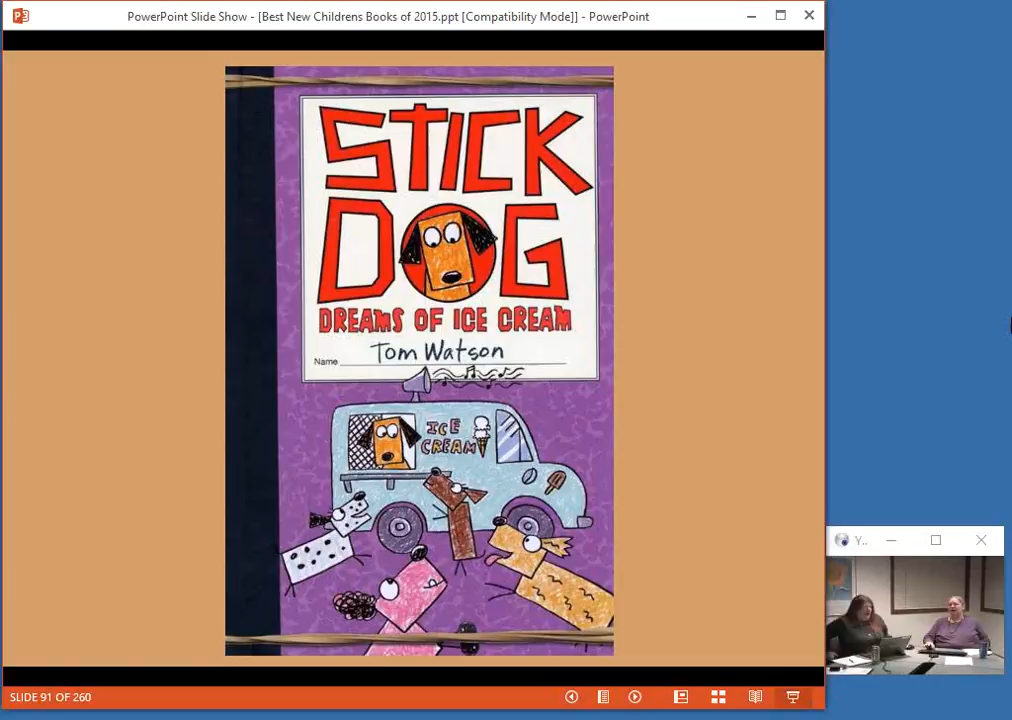 PowerPoint Slide Show - [Best New Childrens Books of 2015.ppt [Compatibility Mode]] - PowerPoint
STICK
DOG
DREAMS OF ICE CREAM
Name Tom Watson
ICE
CREAM
Y..
SLIDE 91 OF 260